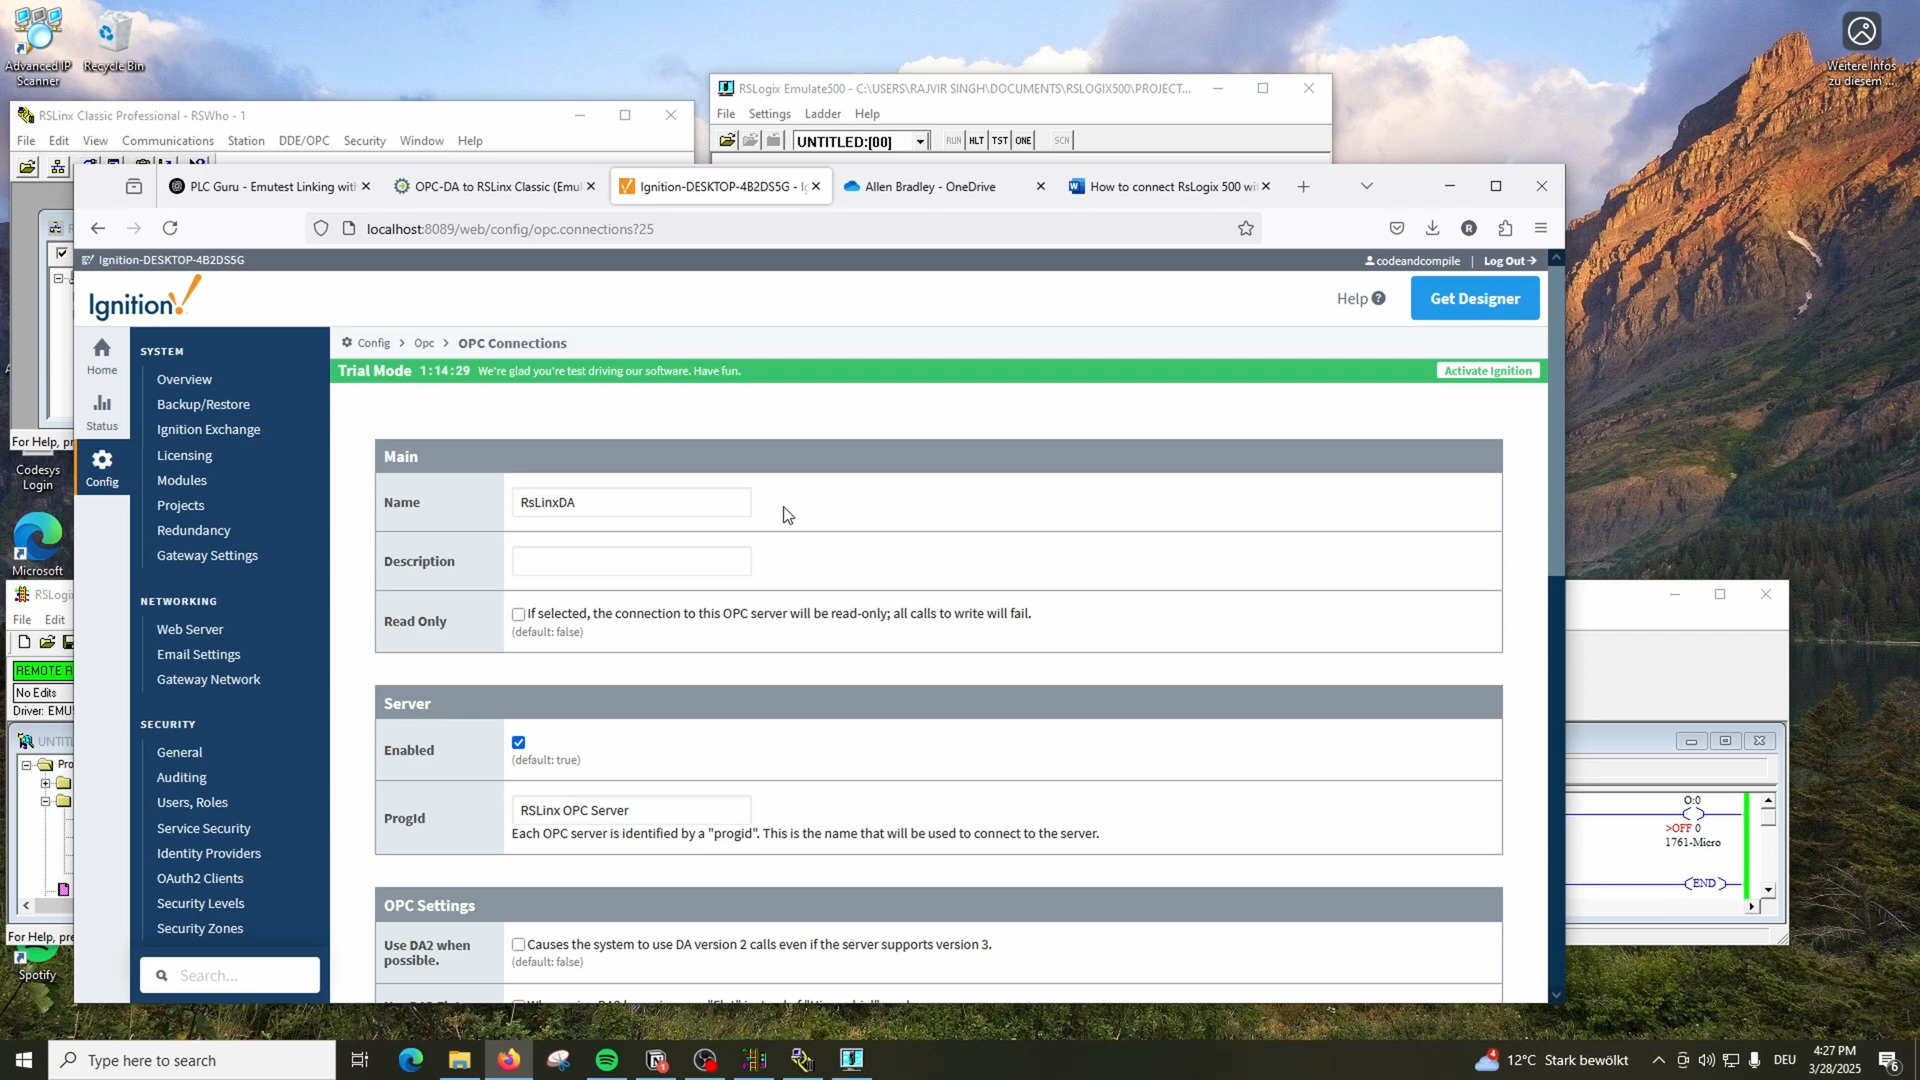 Advanced IP
Scanner
Recycle Bin
Weitere Infos
zu diesem ...
RSLinx Classic Professional - RSWho - 1
File Edit View Communications Station DDE/OPC Security Window Help
RSLogix Emulate500 - C:\USERS\RAJVIR SINGH\DOCUMENTS\RSLOGIX500\PROJECT...
File Settings Ladder Help
UNTITLED:[00]
RUN HLT TST ONE SCN
PLC Guru - Emutest Linking with
OPC-DA to RSLinx Classic (Emul
Ignition-DESKTOP-4B2DS5G - Ig
Allen Bradley - OneDrive
How to connect RsLogix 500 wi
localhost:8089/web/config/opc.connections?25
Ignition-DESKTOP-4B2DS5G
codeandcompile | Log Out
Ignition!
Help ?
Get Designer
Config > Opc > OPC Connections
Trial Mode 1:14:29 We're glad you're test driving our software. Have fun.
Activate Ignition
Home
Status
Config
SYSTEM
Overview
Backup/Restore
Ignition Exchange
Licensing
Modules
Projects
Redundancy
Gateway Settings
NETWORKING
Web Server
Email Settings
Gateway Network
SECURITY
General
Auditing
Users, Roles
Service Security
Identity Providers
OAuth2 Clients
Security Levels
Security Zones
Search...
Main
Name
RsLinxDA
Description
Read Only
If selected, the connection to this OPC server will be read-only; all calls to write will fail.
(default: false)
Server
Enabled
(default: true)
ProgId
RSLinx OPC Server
Each OPC server is identified by a "progid". This is the name that will be used to connect to the server.
OPC Settings
Use DA2 when
possible.
Causes the system to use DA version 2 calls even if the server supports version 3.
(default: false)
For Help, pr
Codesys
Login
Microsoft
RSLogi
File Edit
REMOTE R
No Edits
Driver: EMU
UNTITL
Pro
For Help, pre
Spotify
O:0
>OFF 0
1761-Micro
END
Type here to search
12°C Stark bewölkt
DEU
4:27 PM
3/28/2025
6